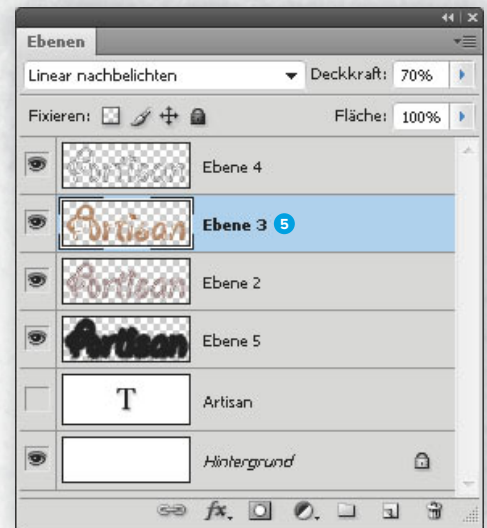 Ebenen
Linear nachbelichten Deckkraft: 70%
Fixieren: Fläche: 100%
Artisan Ebene 4
Artisan Ebene 3 5
Artisan Ebene 2
Artisan Ebene 5
T Artisan
Hintergrund
fx.